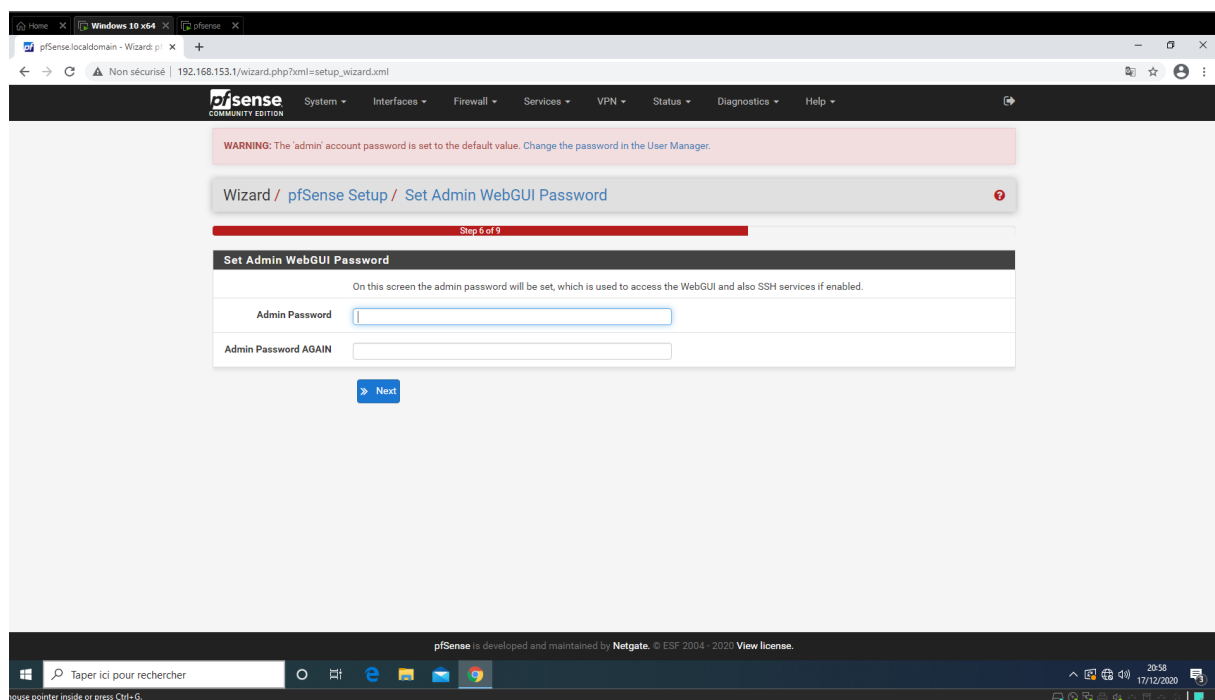 Home Windows 10 x64 pfsense
pfSense.localdomain - Wizard: pf
Non sécurisé 192.168.153.1/wizard.php?xml=setup_wizard.xml
pfsense System Interfaces Firewall Services VPN Status Diagnostics Help
COMMUNITY EDITION
WARNING: The 'admin' account password is set to the default value. Change the password in the User Manager.
Wizard / pfSense Setup / Set Admin WebGUI Password
Step 6 of 9
Set Admin WebGUI Password
On this screen the admin password will be set, which is used to access the WebGUI and also SSH services if enabled.
Admin Password
Admin Password AGAIN
Next
pfSense is developed and maintained by Netgate. © ESF 2004 - 2020 View license.
Taper ici pour rechercher
20:58
17/12/2020
3
mouse pointer inside or press Ctrl+G.